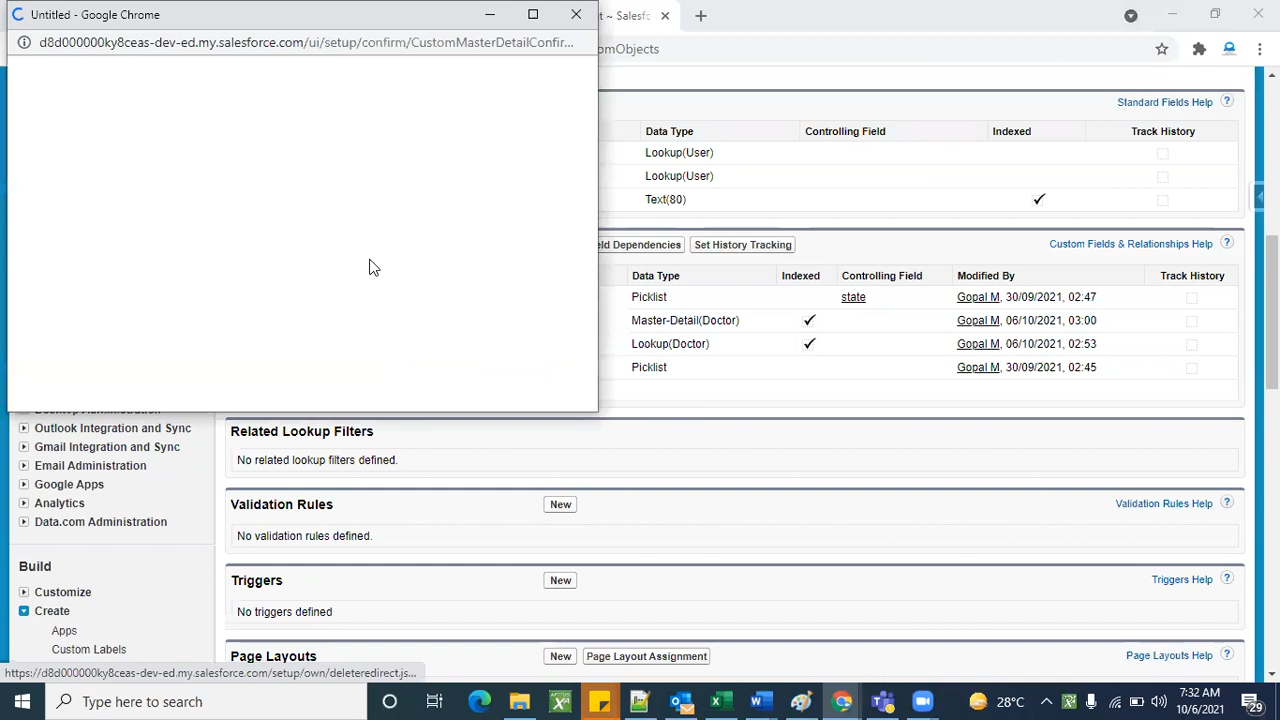 Untitled - Google Chrome
t ~ Salesfc
d8d000000ky8ceas-dev-ed.my.salesforce.com/ui/setup/confirm/CustomMasterDetailConfir...
omObjects
Standard Fields Help ?
Data Type Controlling Field Indexed Track History
Lookup(User)
Lookup(User)
Text(80)
eld Dependencies Set History Tracking Custom Fields & Relationships Help ?
Data Type Indexed Controlling Field Modified By Track History
Picklist state Gopal M, 30/09/2021, 02:47
Master-Detail(Doctor) Gopal M, 06/10/2021, 03:00
Lookup(Doctor) Gopal M, 06/10/2021, 02:53
Picklist Gopal M, 30/09/2021, 02:45
Desktop Administration
Outlook Integration and Sync
Gmail Integration and Sync
Email Administration
Google Apps
Analytics
Data.com Administration
Build
Customize
Create
Apps
Custom Labels
Related Lookup Filters
No related lookup filters defined.
Validation Rules New Validation Rules Help ?
No validation rules defined.
Triggers New Triggers Help ?
No triggers defined
Page Layouts New Page Layout Assignment Page Layouts Help ?
https://d8d000000ky8ceas-dev-ed.my.salesforce.com/setup/own/deleteredirect.js...
Type here to search
28°C
7:32 AM
10/6/2021
29